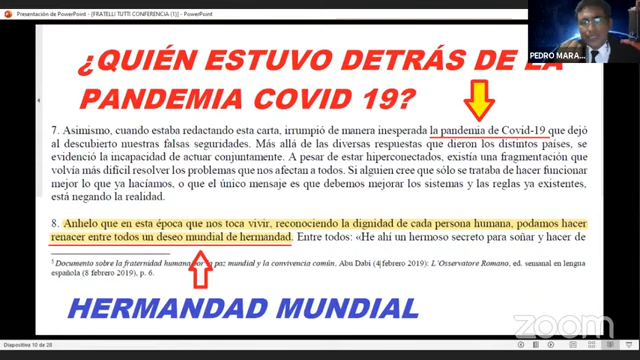 Presentación de PowerPoint - [FRATELLI TUTTI CONFERENCIA (1)] - PowerPoint
PEDRO MARA...
¿QUIÉN ESTUVO DETRÁS DE LA
PANDEMIA COVID 19?
7. Asimismo, cuando estaba redactando esta carta, irrumpió de manera inesperada la pandemia de Covid-19 que dejó
al descubierto nuestras falsas seguridades. Más allá de las diversas respuestas que dieron los distintos países, se
evidenció la incapacidad de actuar conjuntamente. A pesar de estar hiperconectados, existía una fragmentación que
volvía más difícil resolver los problemas que nos afectan a todos. Si alguien cree que sólo se trataba de hacer funcionar
mejor lo que ya hacíamos, o que el único mensaje es que debemos mejorar los sistemas y las reglas ya existentes,
está negando la realidad.
8. Anhelo que en esta época que nos toca vivir, reconociendo la dignidad de cada persona humana, podamos hacer
renacer entre todos un deseo mundial de hermandad. Entre todos: «He ahí un hermoso secreto para soñar y hacer de
5 Documento sobre la fraternidad humana por la paz mundial y la convivencia común, Abu Dabi (4 febrero 2019): L'Osservatore Romano, ed. semanal en lengua
española (8 febrero 2019), p. 6.
HERMANDAD MUNDIAL
zoom
Diapositiva 10 de 28